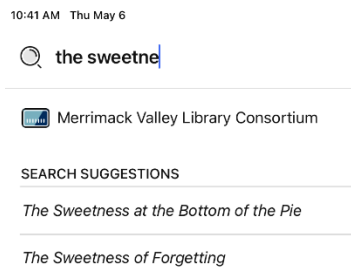 10:41 AM Thu May 6
the sweetne
Merrimack Valley Library Consortium
SEARCH SUGGESTIONS
The Sweetness at the Bottom of the Pie
The Sweetness of Forgetting